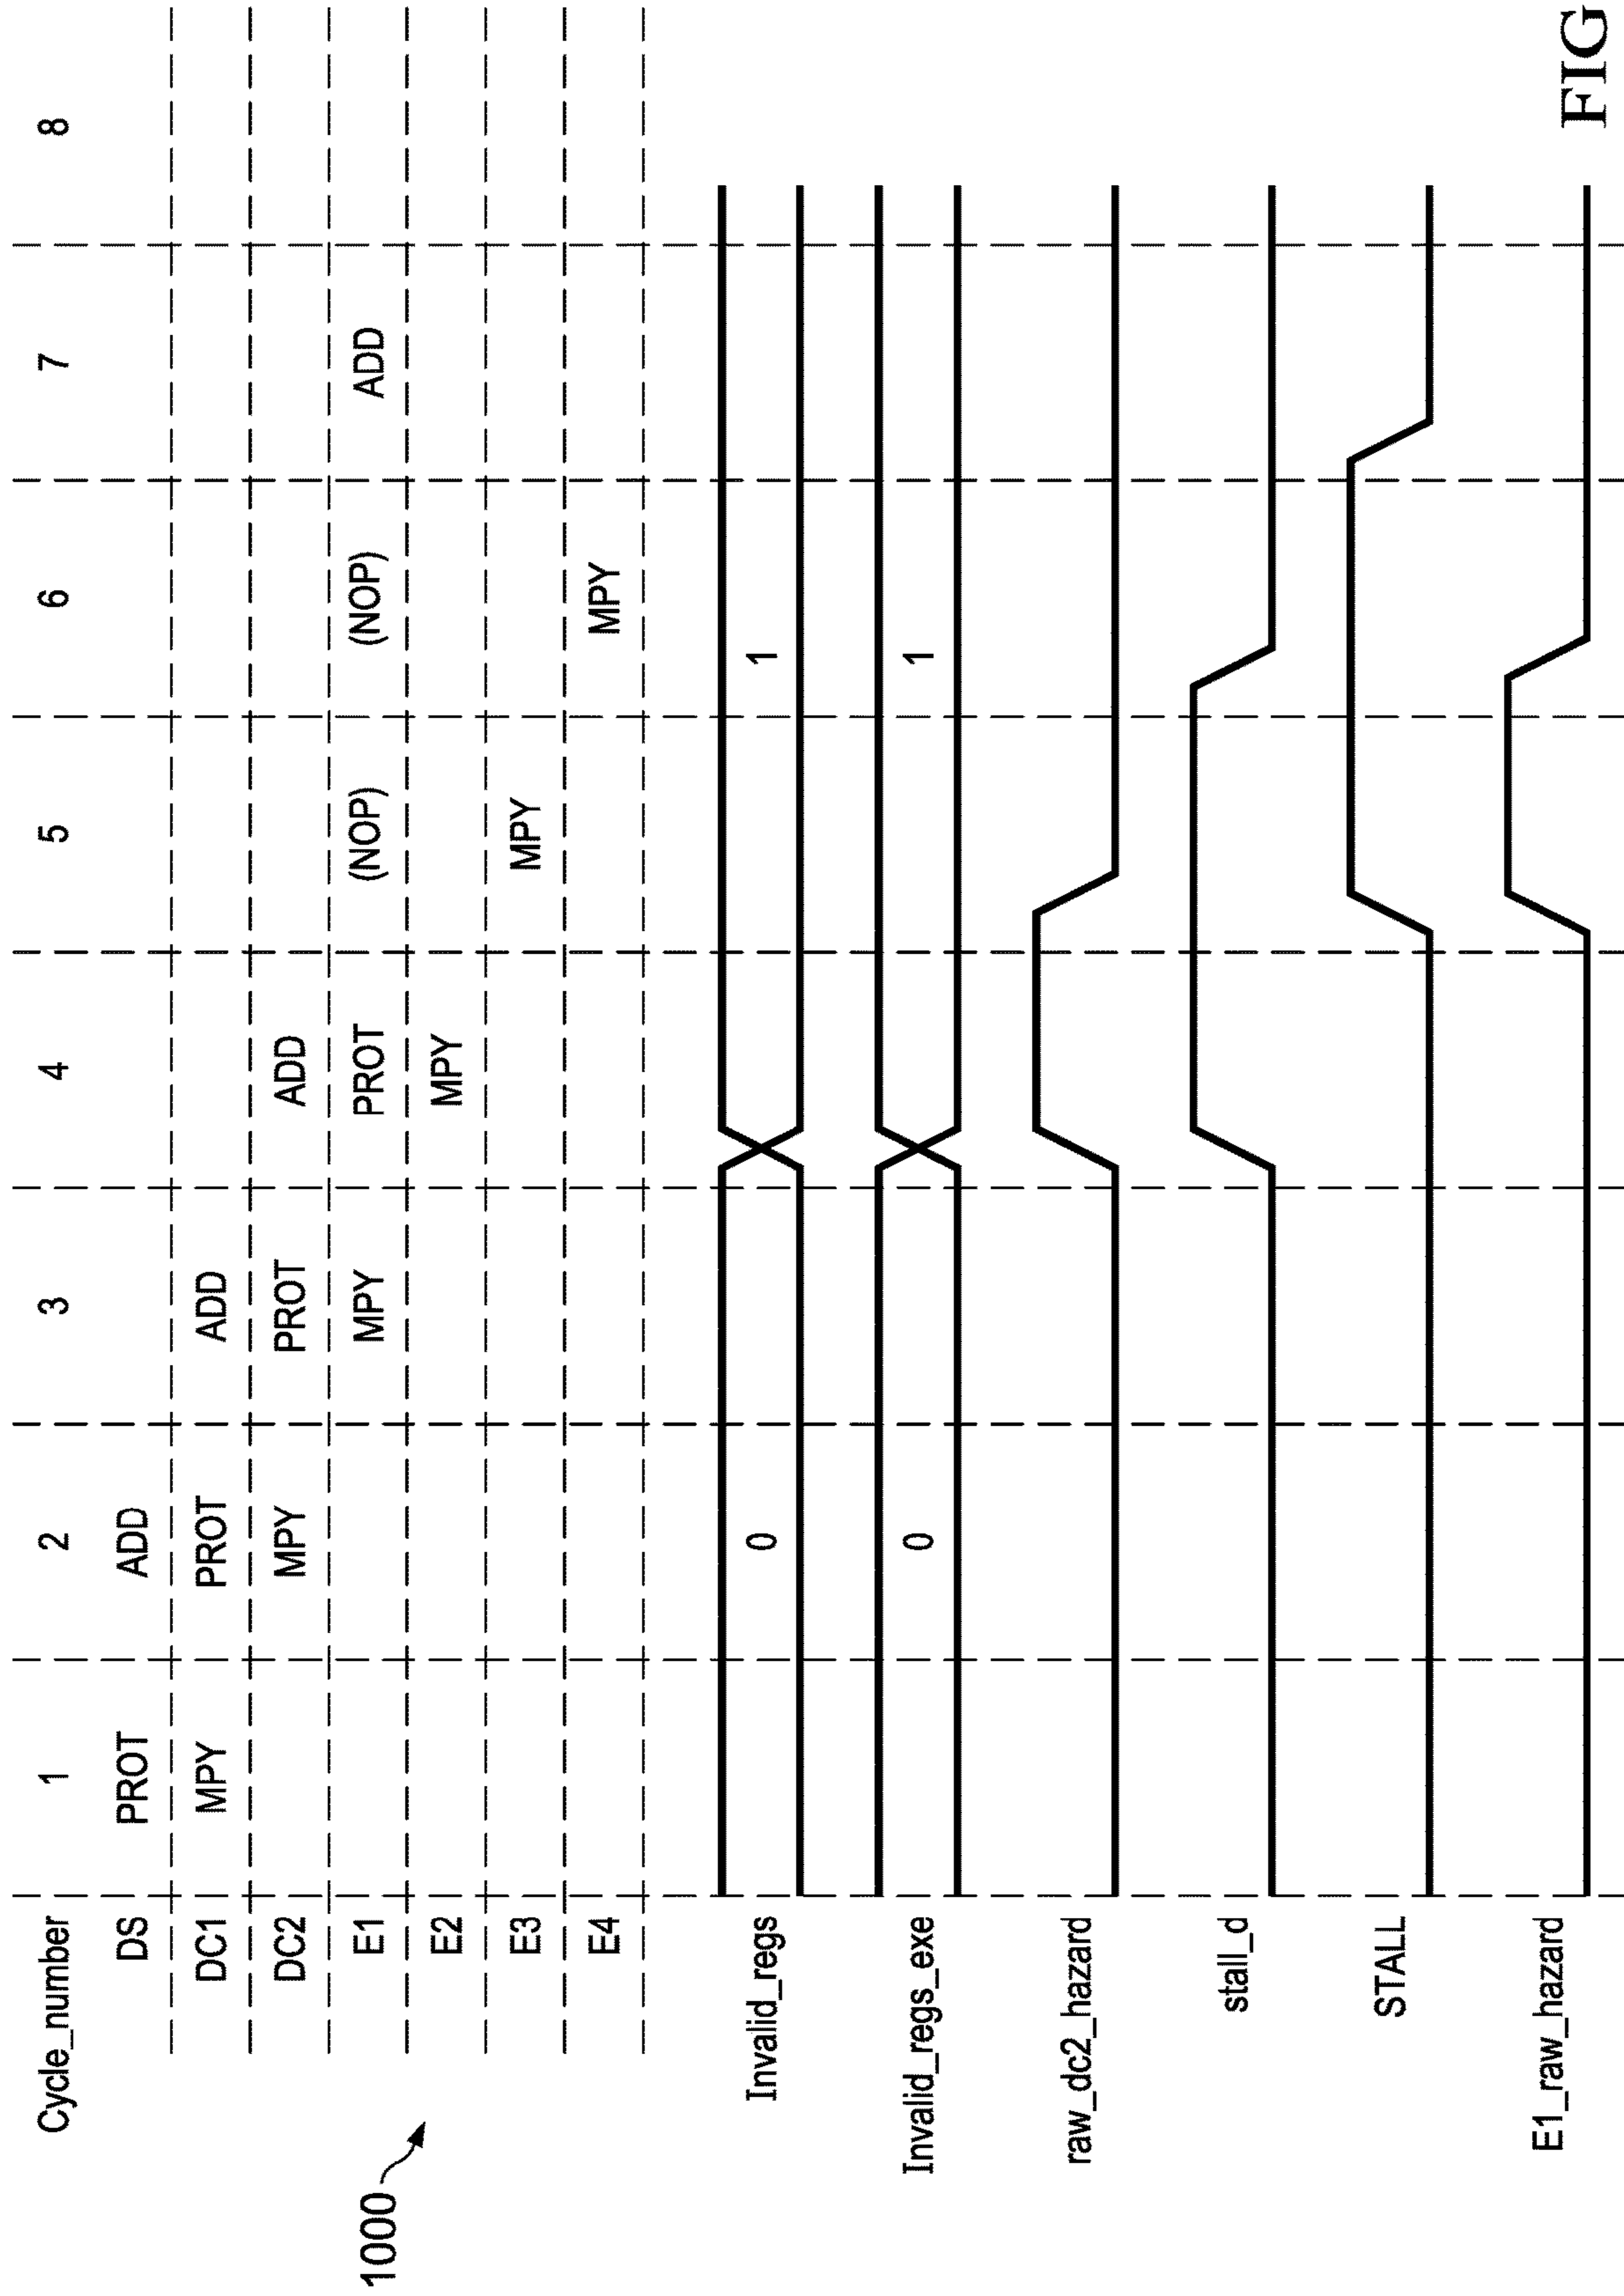 Cycle_number 1 2 3 4 5 6 7 8
DS PROT ADD
DC1 MPY PROT ADD
DC2 MPY PROT ADD
E1 MPY PROT (NOP) (NOP) ADD
E2 MPY
E3 MPY
E4 MPY
1000
Invalid_regs 0 1
Invalid_regs_exe 0 1
raw_dc2_hazard
stall_d
STALL
E1_raw_hazard
FIG